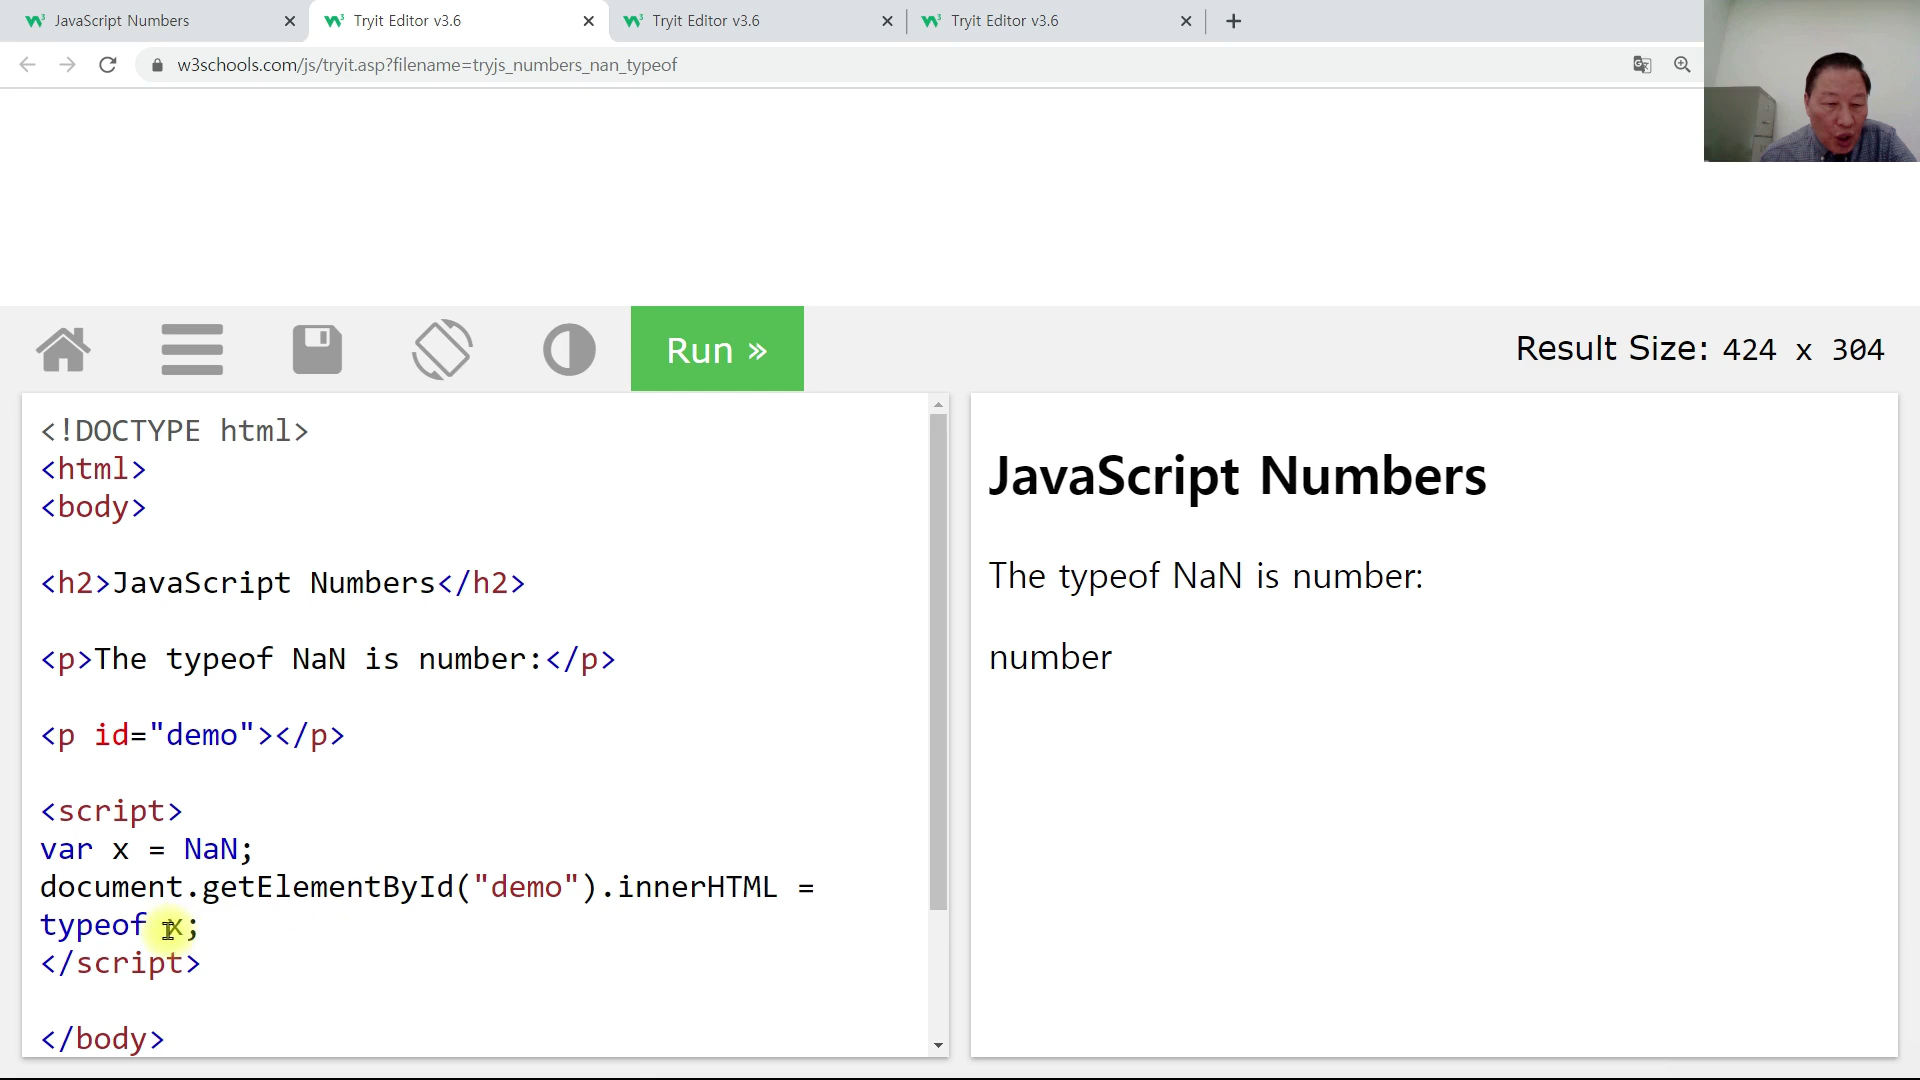 JavaScript Numbers
Tryit Editor v3.6
Tryit Editor v3.6
Tryit Editor v3.6
w3schools.com/js/tryit.asp?filename=tryjs_numbers_nan_typeof
Run »
Result Size: 424 x 304
<!DOCTYPE html>
<html>
<body>
<h2>JavaScript Numbers</h2>
<p>The typeof NaN is number:</p>
<p id="demo"></p>
<script>
var x = NaN;
document.getElementById("demo").innerHTML =
typeof x;
</script>
</body>
JavaScript Numbers
The typeof NaN is number:
number